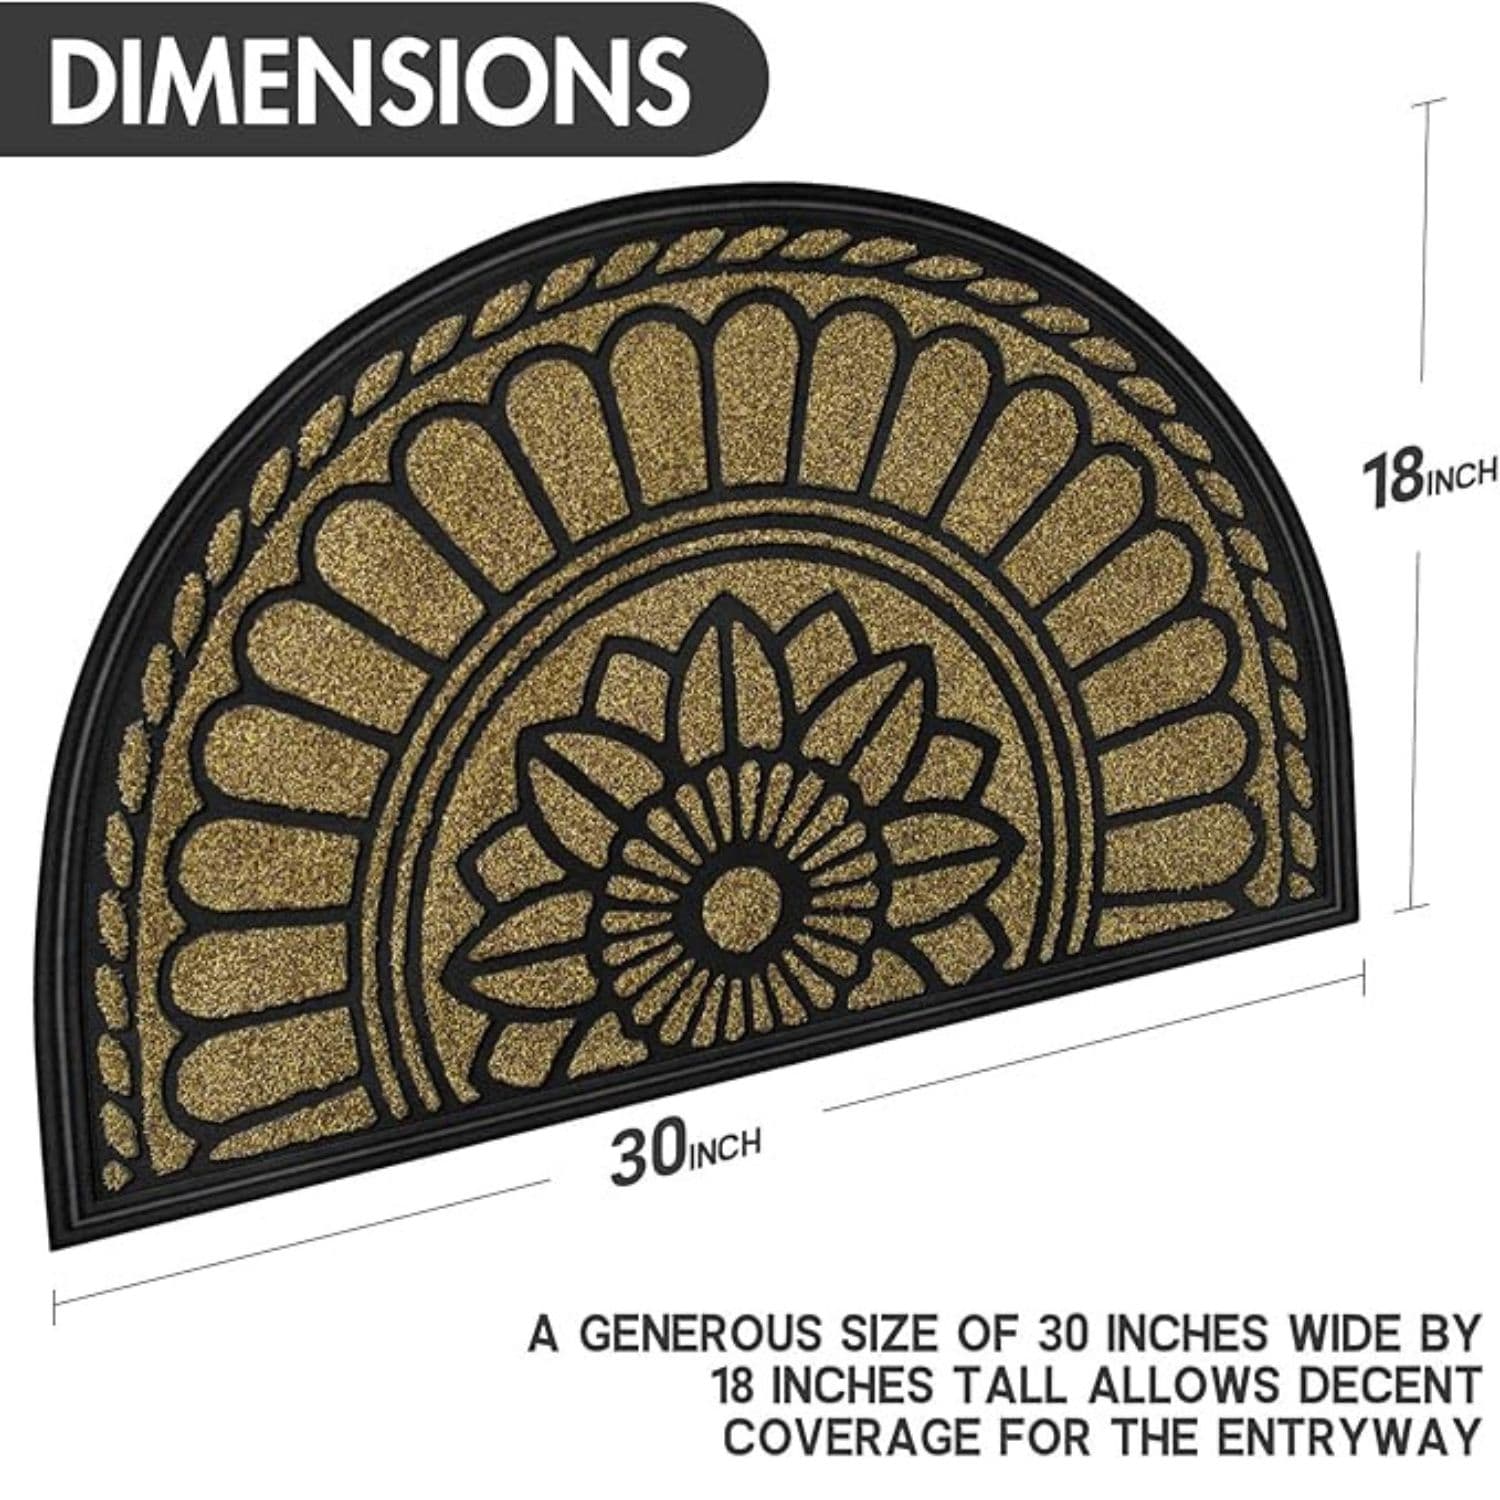 DIMENSIONS
18INCH
30INCH
A GENEROUS SIZE OF 30 INCHES WIDE BY
18 INCHES TALL ALLOWS DECENT
COVERAGE FOR THE ENTRYWAY